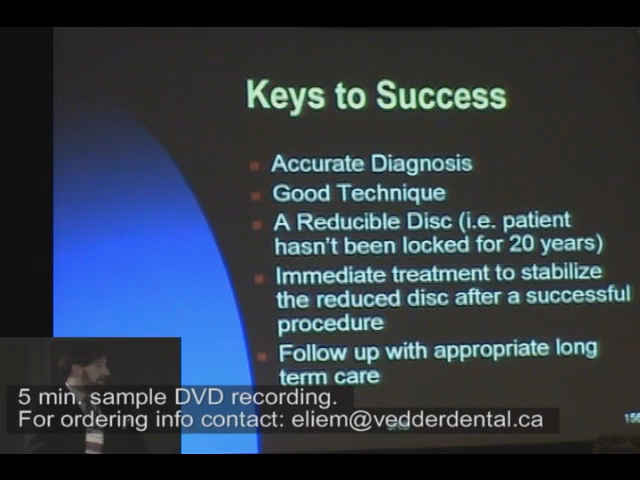 Keys to Success
Accurate Diagnosis
Good Technique
A Reducible Disc (i.e. patient
hasn't been locked for 20 years)
Immediate treatment to stabilize
the reduced disc after a successful
procedure
Follow up with appropriate long
term care
5 min. sample DVD recording.
For ordering info contact: eliem@vedderdental.ca